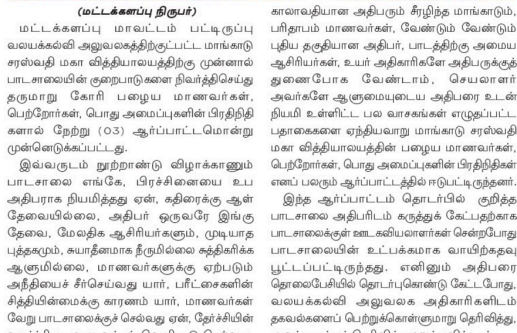 (மட்டக்களப்பு நிருபர்)
மட்டக்களப்பு மாவட்டம் பட்டிருப்பு
வலயக்கல்வி அலுவலகத்திற்குட்பட்ட மாங்காடு
சரஸ்வதி மகா வித்தியாலயத்திற்கு முன்னால்
பாடசாலையின் குறைபாடுகளை நிவர்த்திசெய்து
தருமாறு கோரி பழைய மாணவர்கள்,
பெற்றோர்கள், பொது அமைப்புகளின் பிரதிநிதி
களால் நேற்று (03) ஆர்ப்பாட்டமொன்று
முன்னெடுக்கப்பட்டது.
இவ்வருடம் நூற்றாண்டு விழாக்காணும்
பாடசாலை எங்கே, பிரச்சினையை உப
அதிபராக நியமித்தது ஏன், கதிரைக்கு ஆள்
தேவையில்லை, அதிபர் ஒருவரே இங்கு
தேவை, மேலதிக ஆசிரியர்களும், முடியாத
புத்தகமும், சுயாதீனமாக நீருமில்லை சுத்திகரிக்க
ஆளுமில்லை, மாணவர்களுக்கு ஏற்படும்
அநீதியைச் சீர்செய்வது யார், பரீட்சைகளின்
சித்தியின்மைக்கு காரணம் யார், மாணவர்கள்
வேறு பாடசாலைக்குச் செல்வது ஏன், தேர்ச்சியின்
காலாவதியான அதிபரும் சீரழிந்த மாங்காடும்,
பரிதாபம் மாணவர்கள், வேண்டும் வேண்டும்
புதிய தகுதியான அதிபர், பாடத்திற்கு அமைய
ஆசிரியர்கள், உயர் அதிகாரிகளே அதிபருக்குத்
துணைபோக வேண்டாம், செயலாளர்
அவர்களே ஆளுமையுடைய அதிபரை உடன்
நியமி உள்ளிட்ட பல வாசகங்கள் எழுதப்பட்ட
பதாகைகளை ஏந்தியவாறு மாங்காடு சரஸ்வதி
மகா வித்தியாலயத்தின் பழைய மாணவர்கள்,
பெற்றோர்கள், பொது அமைப்புகளின் பிரதிநிதிகள்
எனப் பலரும் ஆர்ப்பாட்டத்தில் ஈடுபட்டிருந்தனர்.
இந்த ஆர்ப்பாட்டம் தொடர்பில் குறித்த
பாடசாலை அதிபரிடம் கருத்துக் கேட்பதற்காக
பாடசாலைக்குள் ஊடகவியலாளர்கள் சென்றபோது
பாடசாலையின் உட்பக்கமாக வாயிற்கதவு
பூட்டப்பட்டிருந்தது. எனினும் அதிபரை
தொலைபேசியில் தொடர்புகொண்டு கேட்டபோது,
வலயக்கல்வி அலுவலக அதிகாரிகளிடம்
தகவல்களைப் பெற்றுக்கொள்ளுமாறு தெரிவித்து,